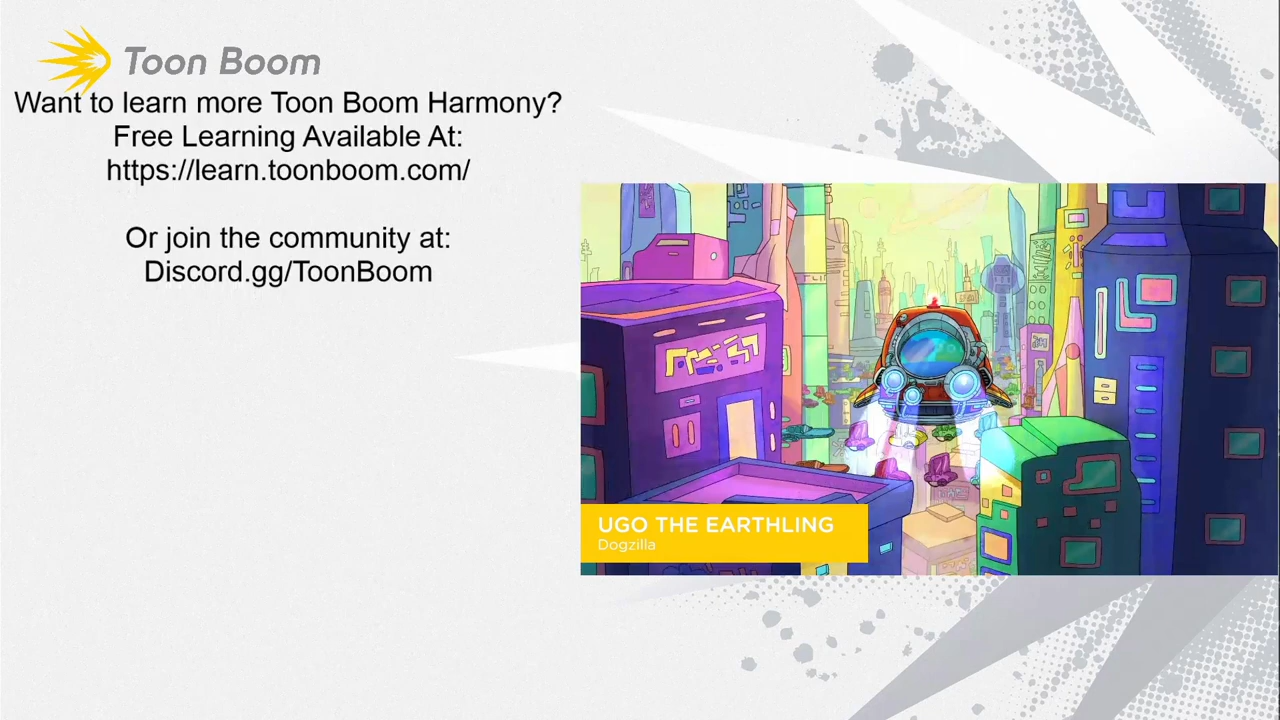 Toon Boom
Want to learn more Toon Boom Harmony?
Free Learning Available At:
https://learn.toonboom.com/
Or join the community at:
Discord.gg/ToonBoom
UGO THE EARTHLING
Dogzilla